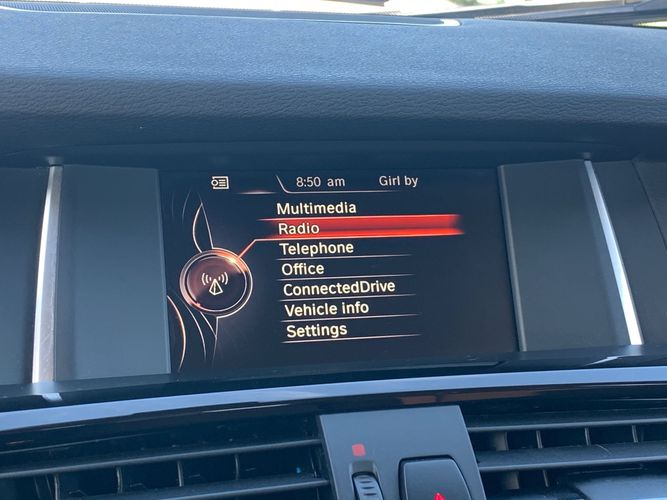 8:50 am Girl by
Multimedia
Radio
Telephone
Office
ConnectedDrive
Vehicle info
Settings